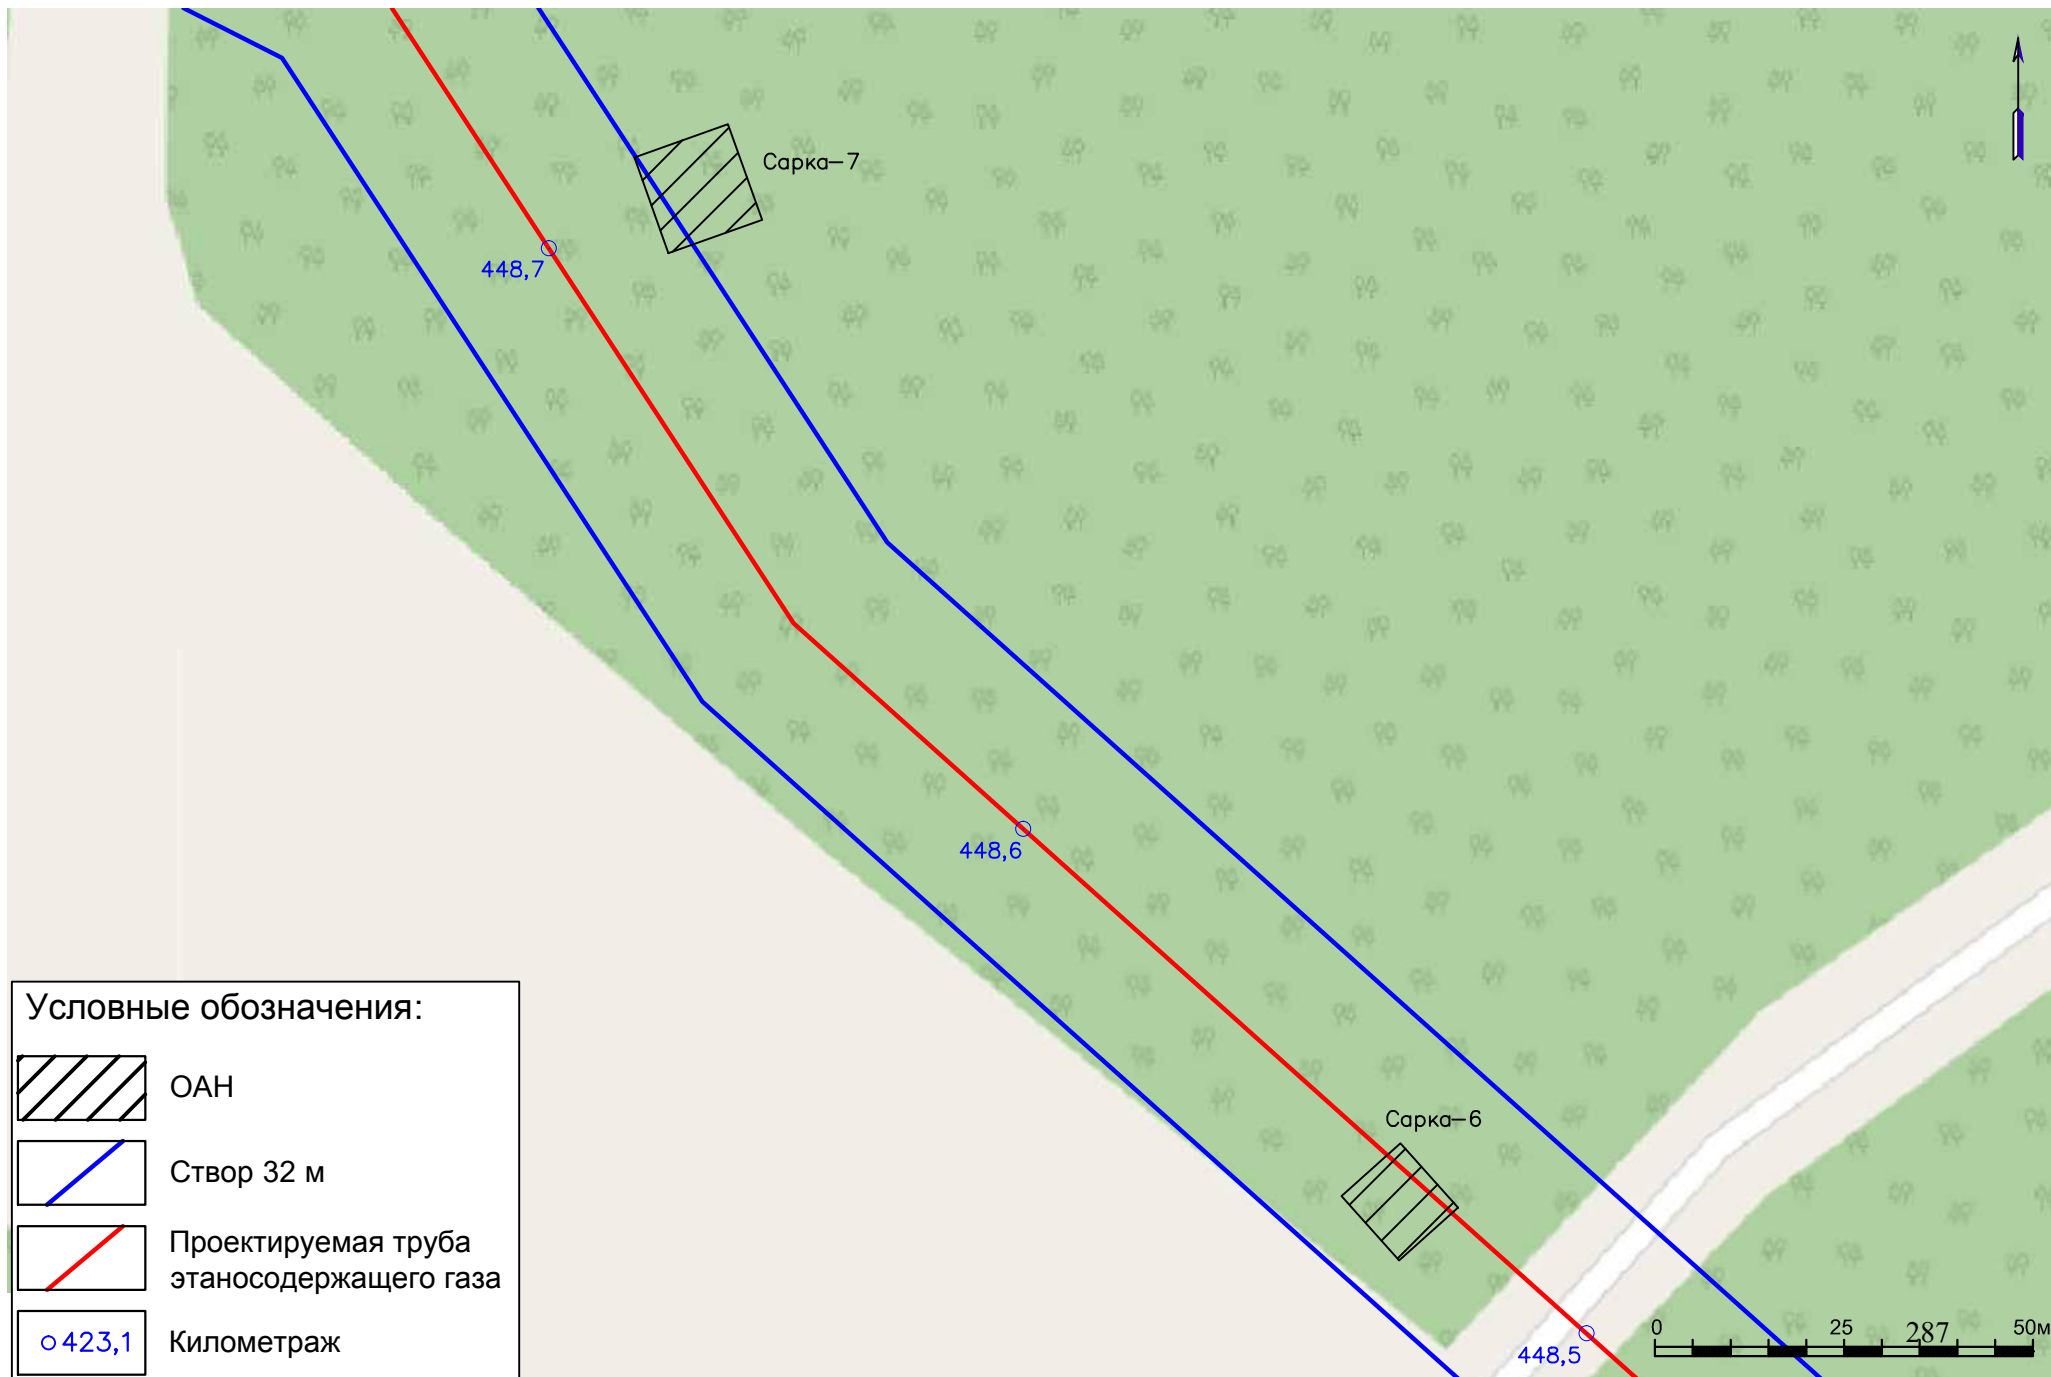 Сарка-7
448,7
448,6
Сарка-6
448,5
Условные обозначения:
ОАН
Створ 32 м
Проектируемая труба
этаносодержащего газа
423,1 Километраж
0 25 50м
287